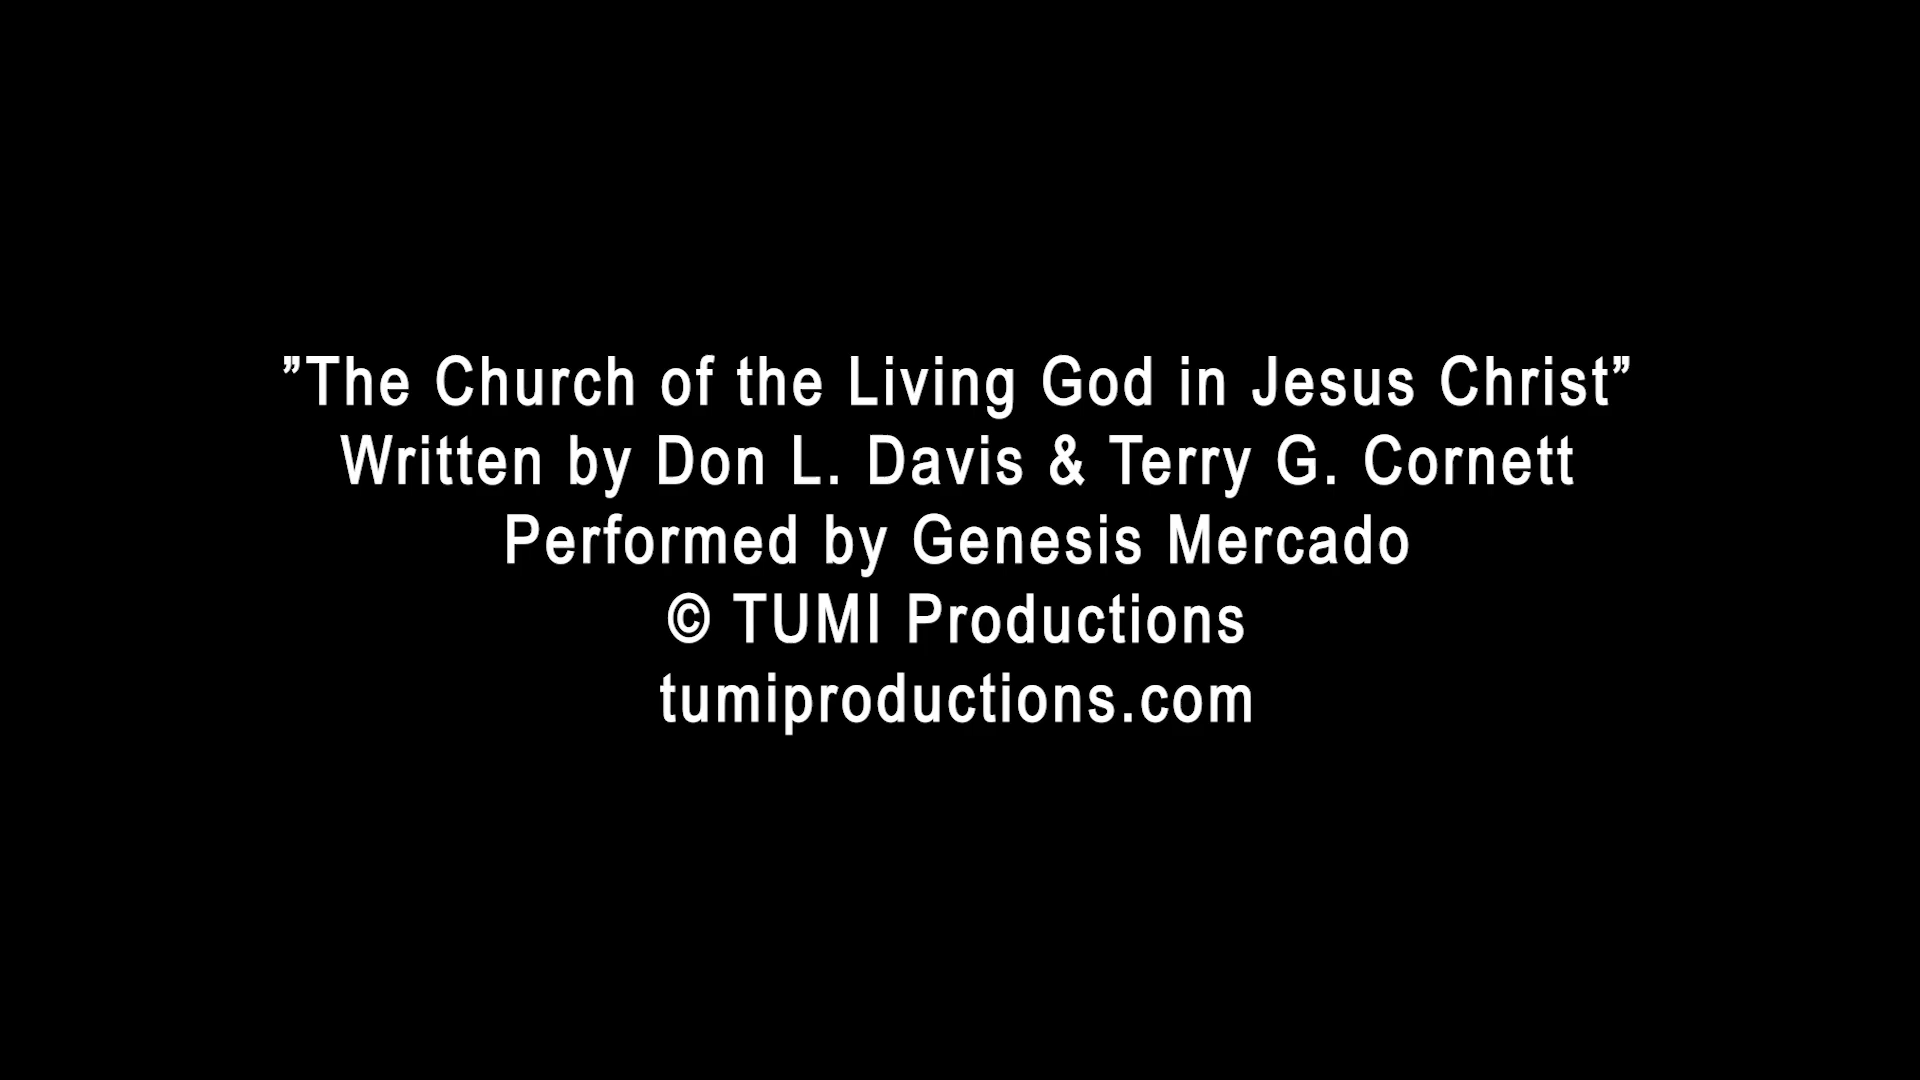 ”The Church of the Living God in Jesus Christ”
Written by Don L. Davis & Terry G. Cornett
Performed by Genesis Mercado
© TUMI Productions
tumiproductions.com